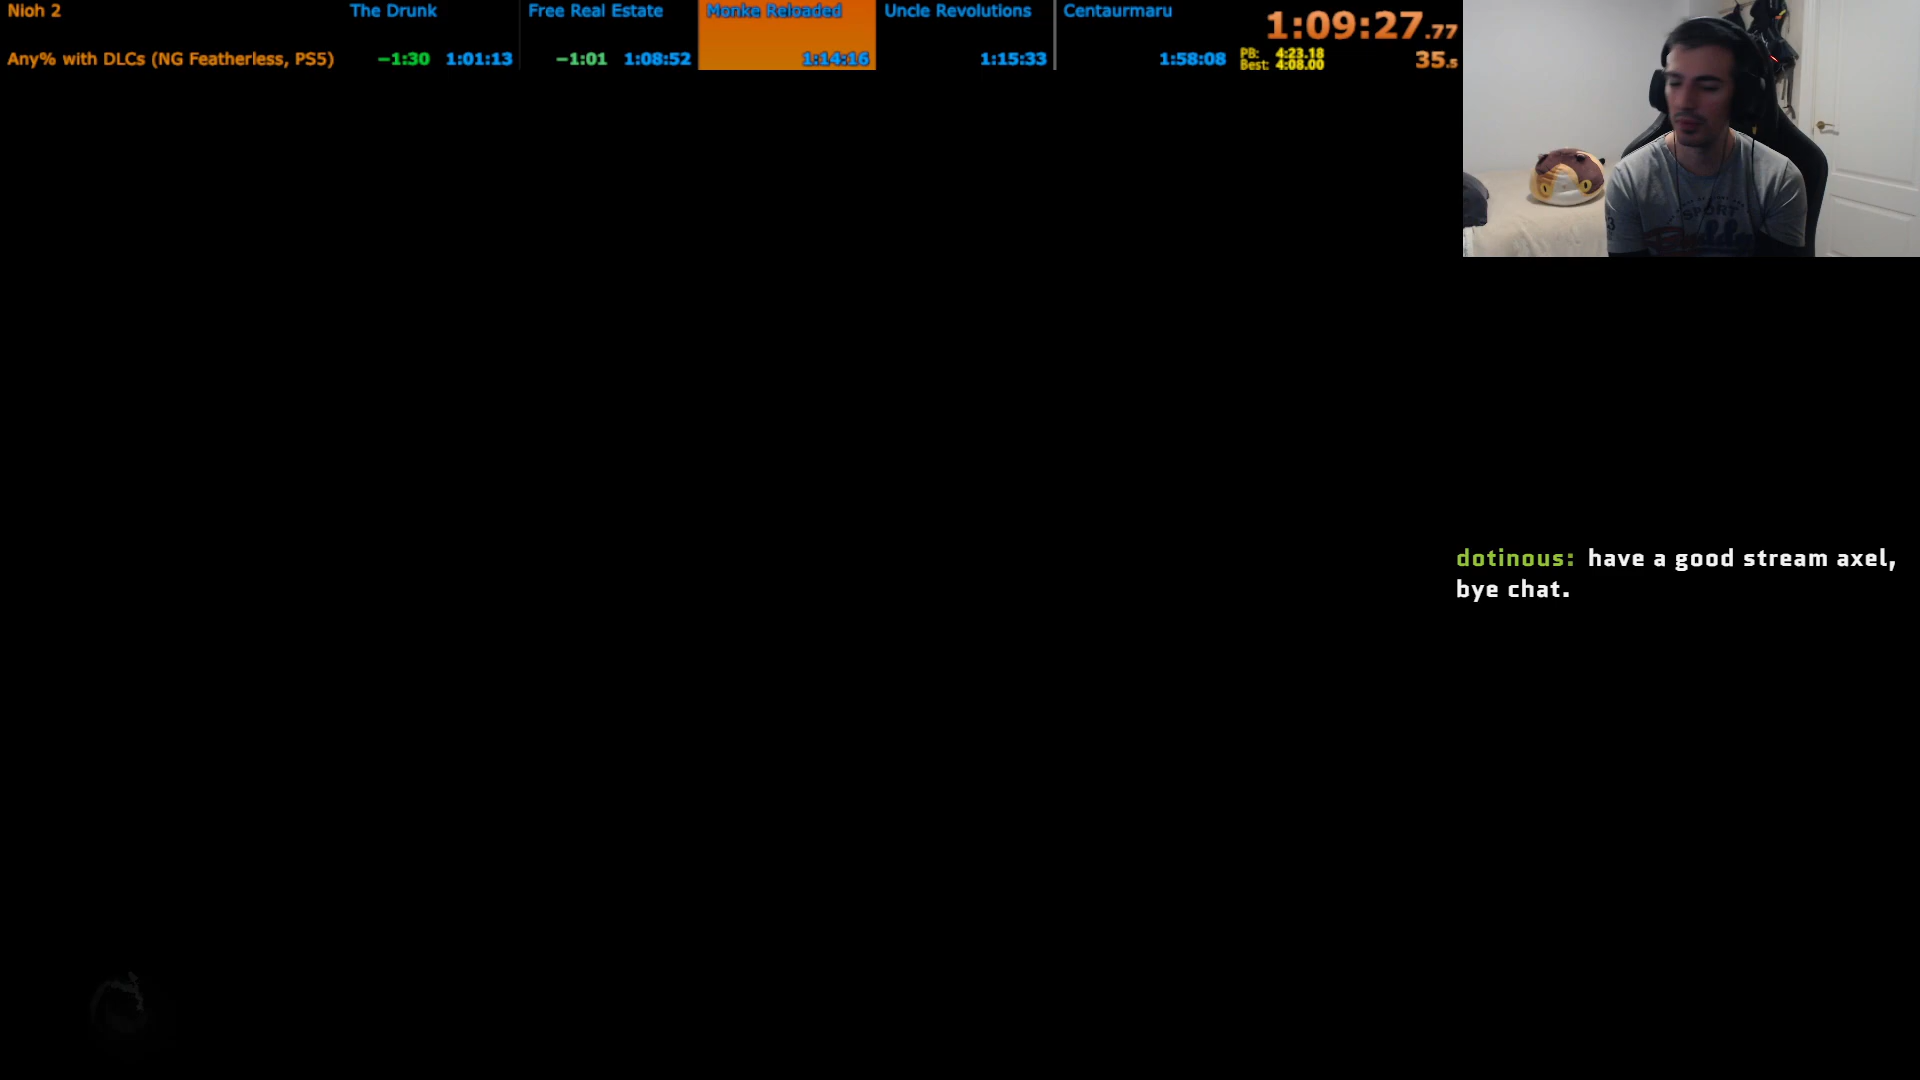 Nioh 2
Any% with DLCs (NG Featherless, PS5)
The Drunk
−1:30 1:01:13
Free Real Estate
−1:01 1:08:52
Monke Reloaded
1:14:16
Uncle Revolutions
1:15:33
Centaurmaru
1:58:08
1:09:27.77
PB: 4:23.18
Best: 4:08.00
35.5
SPORT
dotinous: have a good stream axel,
bye chat.